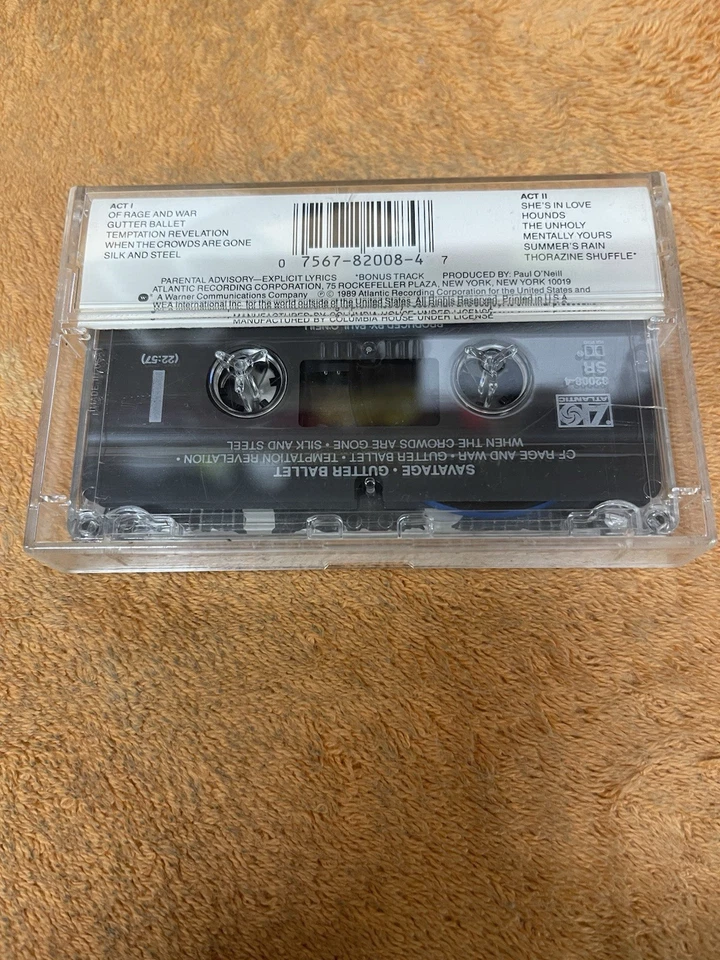 ACT I
OF RAGE AND WAR
GUTTER BALLET
TEMPTATION REVELATION
WHEN THE CROWDS ARE GONE
SILK AND STEEL
0 7567-82008-4 7
ACT II
SHE'S IN LOVE
HOUNDS
THE UNHOLY
MENTALLY YOURS
SUMMER'S RAIN
THORAZINE SHUFFLE*
PARENTAL ADVISORY—EXPLICIT LYRICS *BONUS TRACK PRODUCED BY: Paul O'Neill
ATLANTIC RECORDING CORPORATION, 75 ROCKEFELLER PLAZA, NEW YORK, NEW YORK 10019
A Warner Communications Company ℗© 1989 Atlantic Recording Corporation for the United States and
WEA International Inc. for the world outside of the United States. All Rights Reserved. Printed in U.S.A.
MANUFACTURED BY COLUMBIA HOUSE UNDER LICENSE
SAVATAGE • GUTTER BALLET
OF RAGE AND WAR • GUTTER BALLET • TEMPTATION REVELATION •
WHEN THE CROWDS ARE GONE • SILK AND STEEL
ATLANTIC
82008-4
SR
I
(22:57)